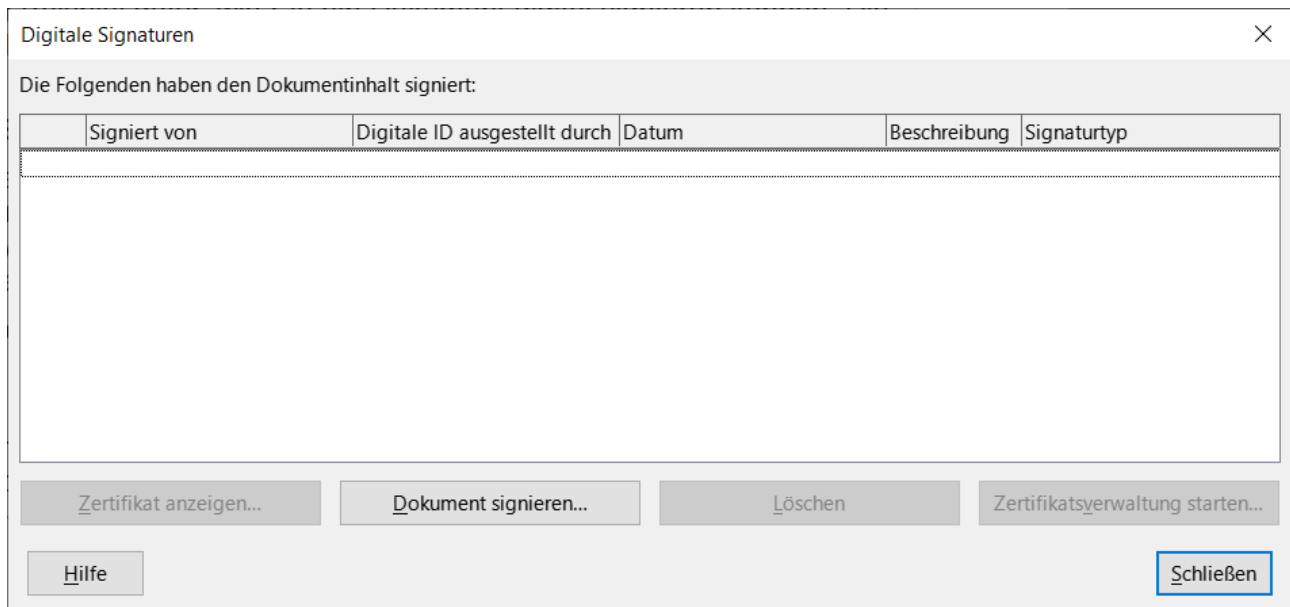 Digitale Signaturen
Die Folgenden haben den Dokumentinhalt signiert:
Signiert von Digitale ID ausgestellt durch Datum Beschreibung Signaturtyp
Zertifikat anzeigen... Dokument signieren... Löschen Zertifikatsverwaltung starten...
Hilfe Schließen